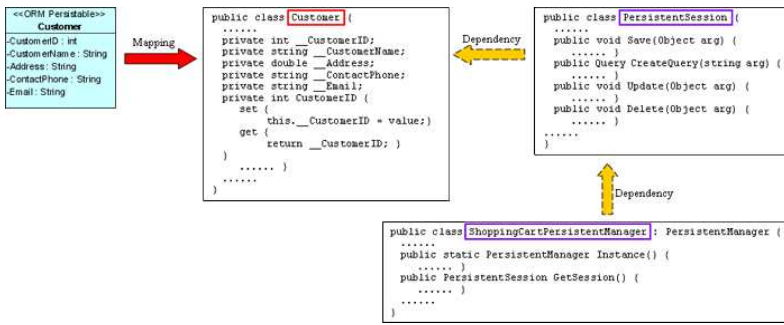 <<ORM Persistable>>
Customer
-CustomerID : int
-CustomerName : String
-Address : String
-ContactPhone : String
-Email : String
Mapping
public class Customer {
......
private int __CustomerID;
private string __CustomerName;
private double __Address;
private string __ContactPhone;
private string __Email;
private int CustomerID {
set {
this.__CustomerID = value;}
get {
return __CustomerID; }
}
...... }
......
}
Dependency
public class PersistentSession {
......
public void Save(Object arg) {
...... }
public Query CreateQuery(string arg) {
...... }
public void Update(Object arg) {
...... }
public void Delete(Object arg) {
...... }
......
}
Dependency
public class ShoppingCartPersistentManager : PersistentManager {
......
public static PersistentManager Instance() {
...... }
public PersistentSession GetSession() {
...... }
......
}